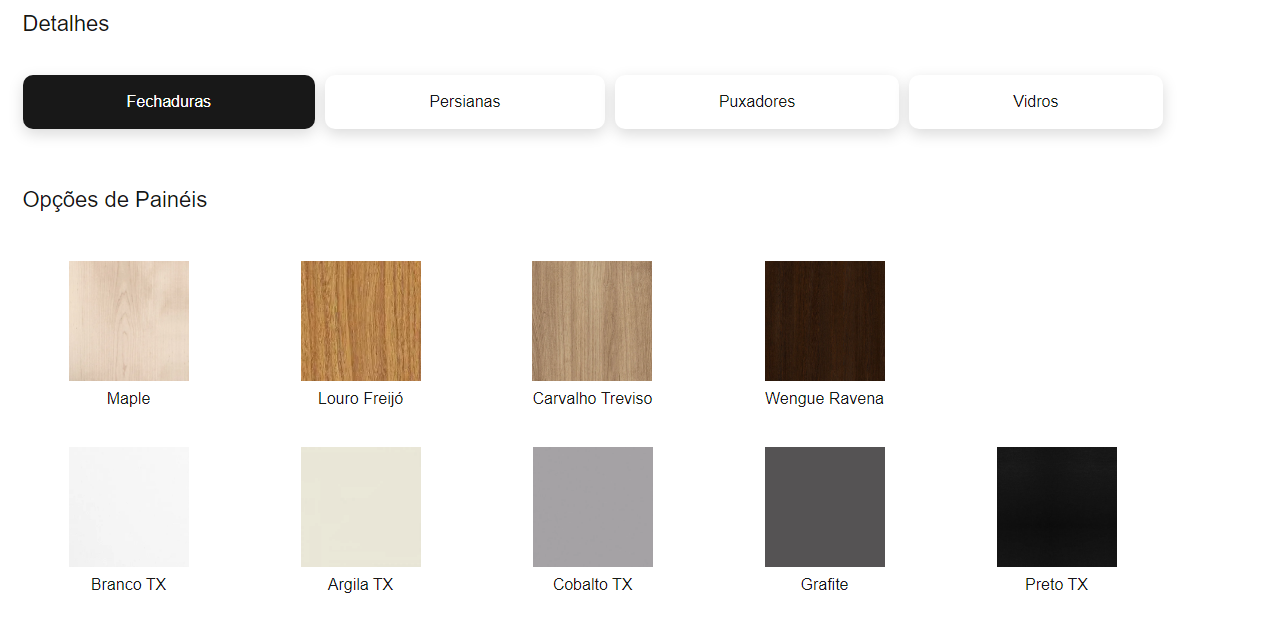 Detalhes
Fechaduras Persianas Puxadores Vidros
Opções de Painéis
Maple Louro Freijó Carvalho Treviso Wengue Ravena
Branco TX Argila TX Cobalto TX Grafite Preto TX